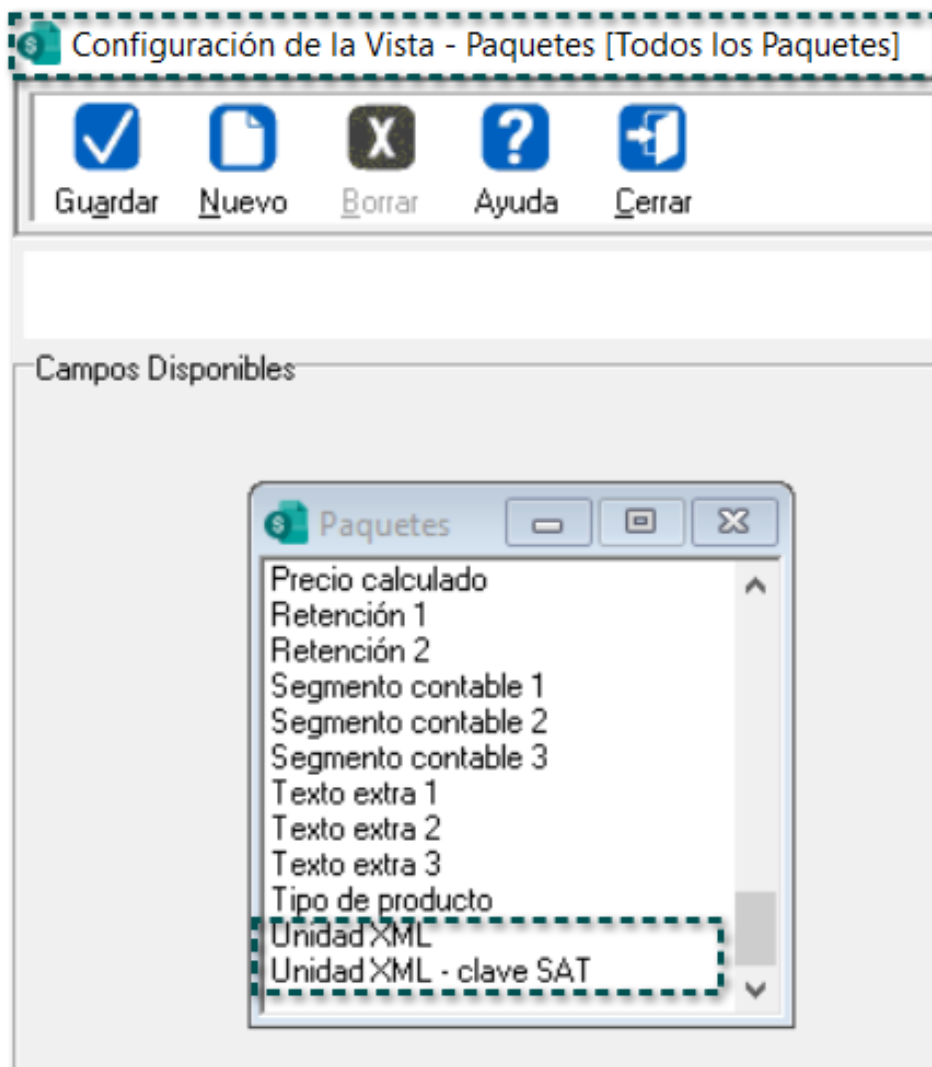 Configuración de la Vista - Paquetes [Todos los Paquetes]
Guardar Nuevo Borrar Ayuda Cerrar
Campos Disponibles
Paquetes
Precio calculado
Retención 1
Retención 2
Segmento contable 1
Segmento contable 2
Segmento contable 3
Texto extra 1
Texto extra 2
Texto extra 3
Tipo de producto
Unidad XML
Unidad XML - clave SAT